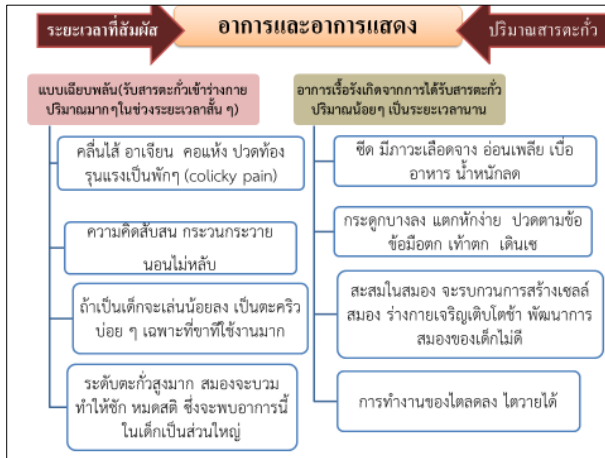 ระยะเวลาที่สัมผัส
อาการและอาการแสดง
ปริมาณสารตะกั่ว
แบบเฉียบพลัน(รับสารตะกั่วเข้าร่างกาย
ปริมาณมากๆในช่วงระยะเวลาสั้น ๆ)
คลื่นไส้ อาเจียน คอแห้ง ปวดท้อง
รุนแรงเป็นพักๆ (colicky pain)
ความคิดสับสน กระวนกระวาย
นอนไม่หลับ
ถ้าเป็นเด็กจะเล่นน้อยลง เป็นตะคริว
บ่อย ๆ เฉพาะที่ขาที่ใช้งานมาก
ระดับตะกั่วสูงมาก สมองจะบวม
ทำให้ชัก หมดสติ ซึ่งจะพบอาการนี้
ในเด็กเป็นส่วนใหญ่
อาการเรื้อรังเกิดจากการได้รับสารตะกั่ว
ปริมาณน้อยๆ เป็นระยะเวลานาน
ซีด มีภาวะเลือดจาง อ่อนเพลีย เบื่อ
อาหาร น้ำหนักลด
กระดูกบางลง แตกหักง่าย ปวดตามข้อ
ข้อมือตก เท้าตก เดินเซ
สะสมในสมอง จะรบกวนการสร้างเซลล์
สมอง ร่างกายเจริญเติบโตช้า พัฒนาการ
สมองของเด็กไม่ดี
การทำงานของไตลดลง ไตวายได้